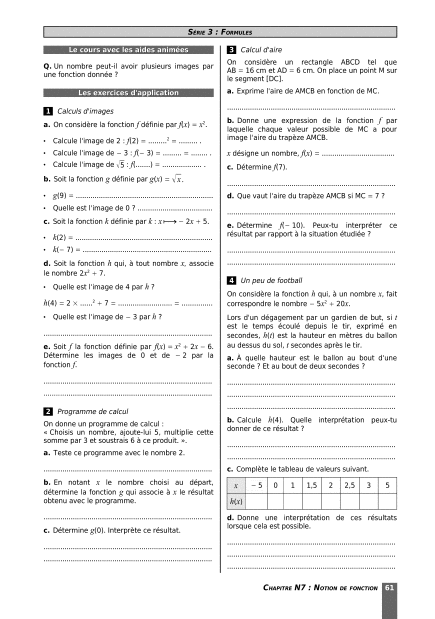 SÉRIE 3 : FORMULES
Le cours avec les aides animées
Q. Un nombre peut-il avoir plusieurs images par
une fonction donnée ?
Les exercices d'application
1 Calculs d'images
a. On considère la fonction f définie par f(x) = x².
• Calcule l'image de 2 : f(2) = .........² = ......... .
• Calcule l'image de − 3 : f(− 3) = ......... = ........ .
• Calcule l'image de √5 : f(.......) = ................... .
b. Soit la fonction g définie par g(x) = √x.
• g(9) = ................................................................
• Quelle est l'image de 0 ? ...................................
c. Soit la fonction k définie par k : x ⟼ − 2x + 5.
• k(2) = ................................................................
• k(− 7) = .............................................................
d. Soit la fonction h qui, à tout nombre x, associe
le nombre 2x² + 7.
• Quelle est l'image de 4 par h ?
h(4) = 2 × ......² + 7 = ......................... = ...............
• Quelle est l'image de − 3 par h ?
................................................................................
e. Soit f la fonction définie par f(x) = x² + 2x − 6.
Détermine les images de 0 et de − 2 par la
fonction f.
................................................................................
................................................................................
2 Programme de calcul
On donne un programme de calcul :
« Choisis un nombre, ajoute-lui 5, multiplie cette
somme par 3 et soustrais 6 à ce produit. ».
a. Teste ce programme avec le nombre 2.
................................................................................
b. En notant x le nombre choisi au départ,
détermine la fonction g qui associe à x le résultat
obtenu avec le programme.
................................................................................
c. Détermine g(0). Interprète ce résultat.
................................................................................
................................................................................
3 Calcul d'aire
On considère un rectangle ABCD tel que
AB = 16 cm et AD = 6 cm. On place un point M sur
le segment [DC].
a. Exprime l'aire de AMCB en fonction de MC.
................................................................................
b. Donne une expression de la fonction f par
laquelle chaque valeur possible de MC a pour
image l'aire du trapèze AMCB.
x désigne un nombre, f(x) = ..................................
c. Détermine f(7).
................................................................................
d. Que vaut l'aire du trapèze AMCB si MC = 7 ?
................................................................................
e. Détermine f(− 10). Peux-tu interpréter ce
résultat par rapport à la situation étudiée ?
................................................................................
................................................................................
4 Un peu de football
On considère la fonction h qui, à un nombre x, fait
correspondre le nombre − 5x² + 20x.
Lors d'un dégagement par un gardien de but, si t
est le temps écoulé depuis le tir, exprimé en
secondes, h(t) est la hauteur en mètres du ballon
au dessus du sol, t secondes après le tir.
a. À quelle hauteur est le ballon au bout d'une
seconde ? Et au bout de deux secondes ?
................................................................................
................................................................................
................................................................................
b. Calcule h(4). Quelle interprétation peux-tu
donner de ce résultat ?
................................................................................
................................................................................
c. Complète le tableau de valeurs suivant.
x − 5 0 1 1,5 2 2,5 3 5
h(x)
d. Donne une interprétation de ces résultats
lorsque cela est possible.
................................................................................
................................................................................
................................................................................
CHAPITRE N7 : NOTION DE FONCTION 61